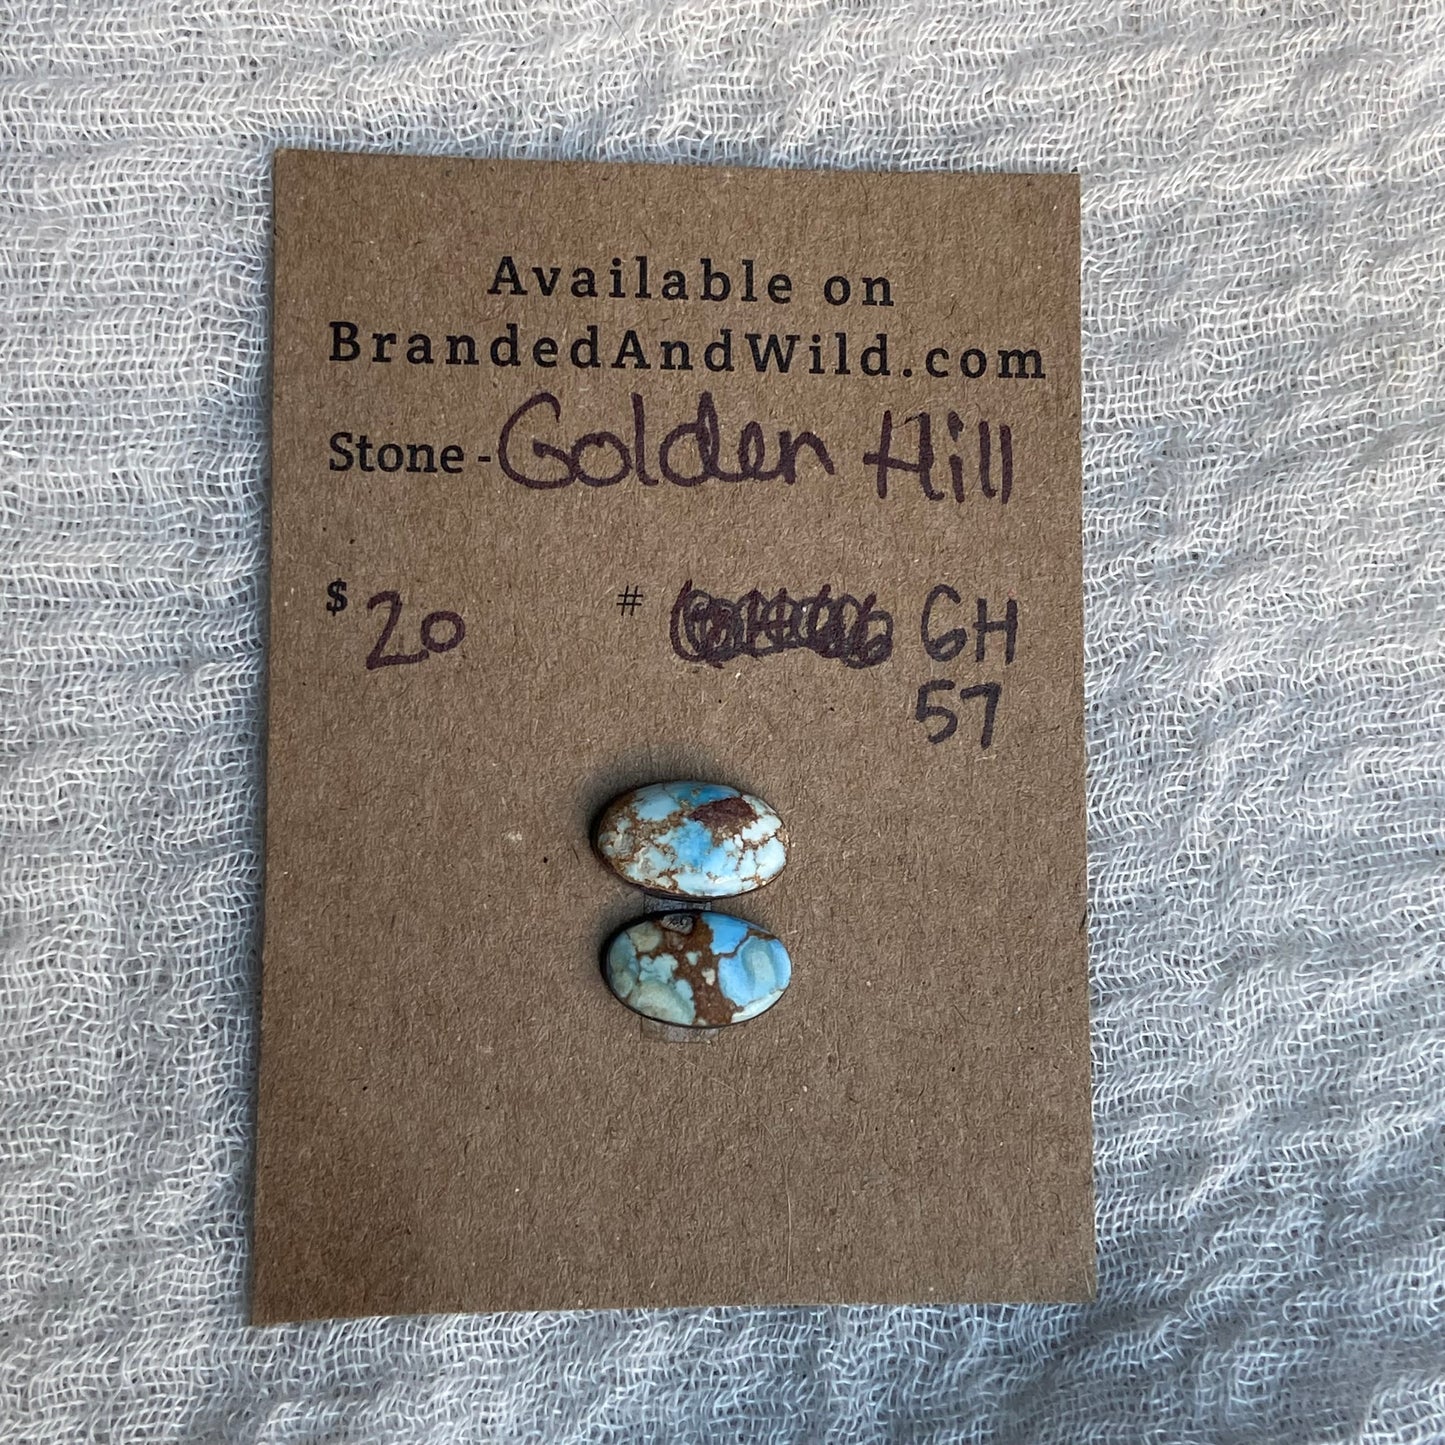 Available on
BrandedAndWild.com
Stone - Golden Hill
$ 20 # GH
57